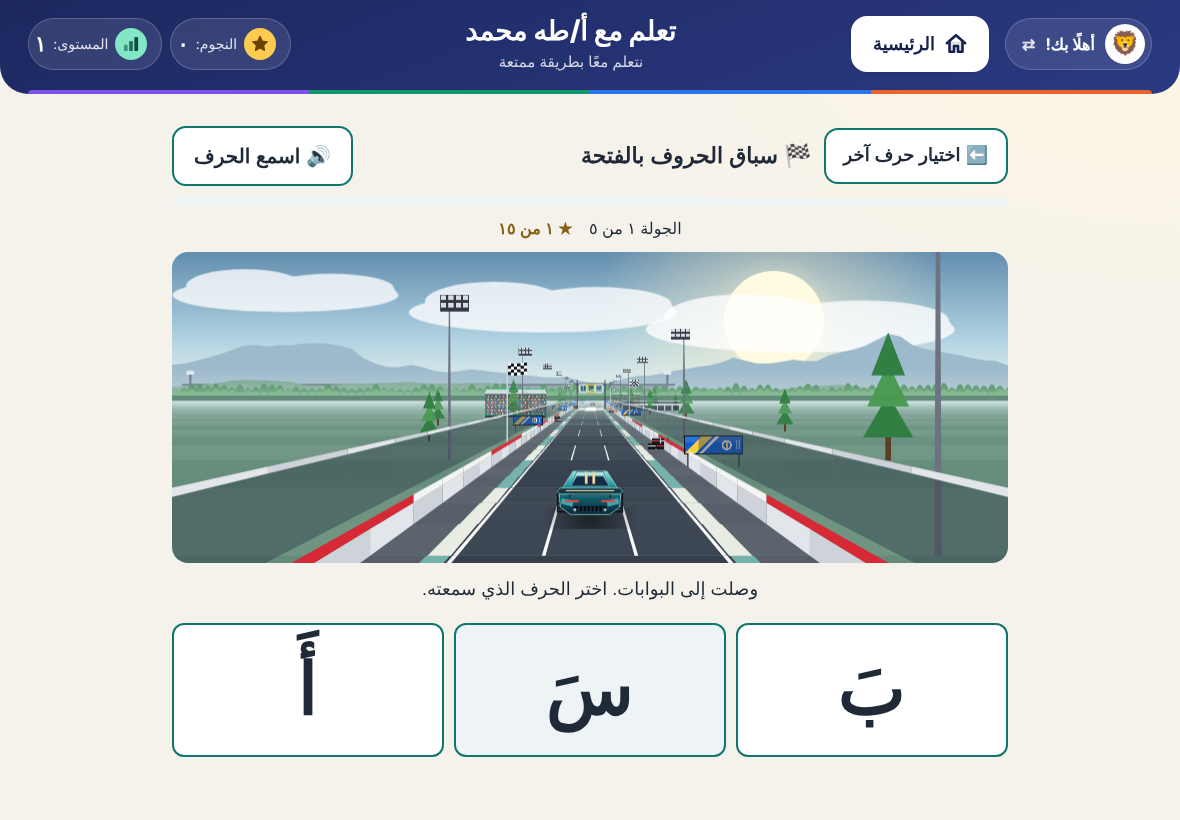 أهلًا بك! ⇄
الرئيسية
تعلم مع أ/طه محمد
نتعلم معًا بطريقة ممتعة
النجوم: ٠
المستوى: ١
⬅️ اختيار حرف آخر
🏁 سباق الحروف بالفتحة
🔊 اسمع الحرف
الجولة ١ من ٥
★ ١ من ١٥
وصلت إلى البوابات. اختر الحرف الذي سمعته.
بَ
سَ
أَ